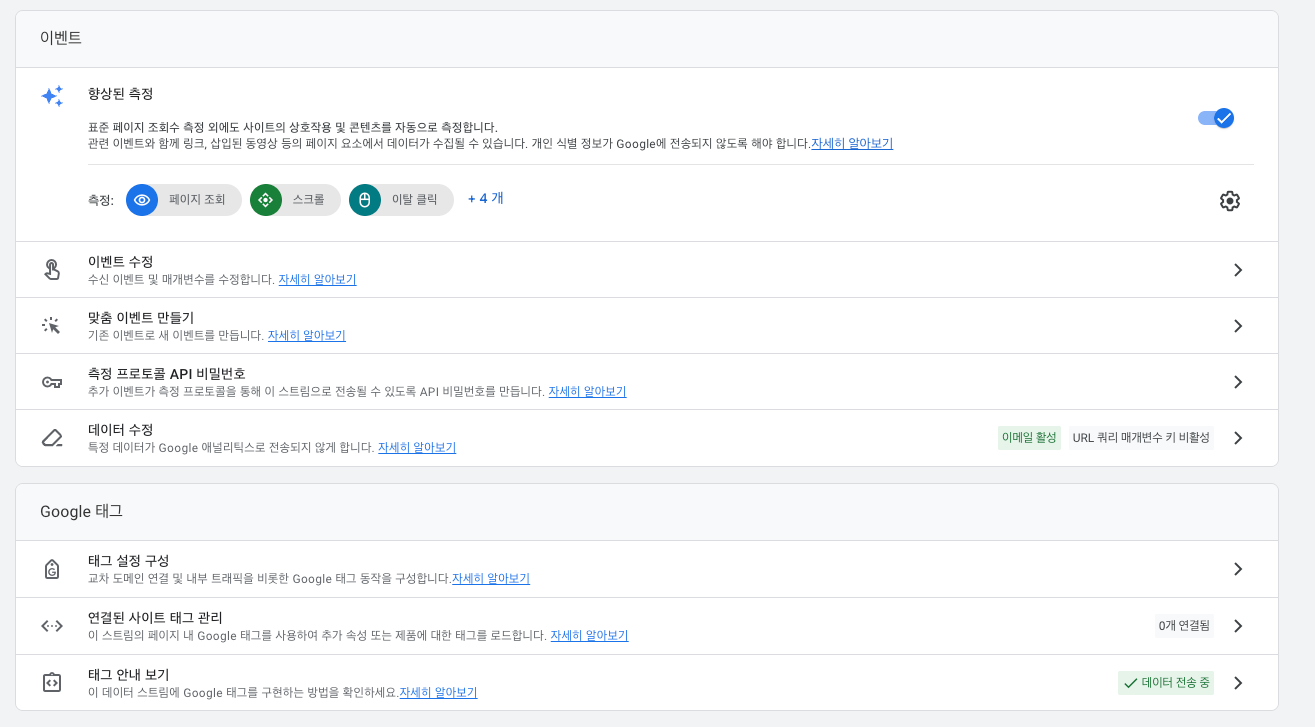 이벤트
향상된 측정
표준 페이지 조회수 측정 외에도 사이트의 상호작용 및 콘텐츠를 자동으로 측정합니다.
관련 이벤트와 함께 링크, 삽입된 동영상 등의 페이지 요소에서 데이터가 수집될 수 있습니다. 개인 식별 정보가 Google에 전송되지 않도록 해야 합니다.자세히 알아보기
측정: 페이지 조회 스크롤 이탈 클릭 + 4 개
이벤트 수정
수신 이벤트 및 매개변수를 수정합니다. 자세히 알아보기
맞춤 이벤트 만들기
기존 이벤트로 새 이벤트를 만듭니다. 자세히 알아보기
측정 프로토콜 API 비밀번호
추가 이벤트가 측정 프로토콜을 통해 이 스트림으로 전송될 수 있도록 API 비밀번호를 만듭니다. 자세히 알아보기
데이터 수정
특정 데이터가 Google 애널리틱스로 전송되지 않게 합니다. 자세히 알아보기
이메일 활성 URL 쿼리 매개변수 키 비활성
Google 태그
태그 설정 구성
교차 도메인 연결 및 내부 트래픽을 비롯한 Google 태그 동작을 구성합니다.자세히 알아보기
연결된 사이트 태그 관리
이 스트림의 페이지 내 Google 태그를 사용하여 추가 속성 또는 제품에 대한 태그를 로드합니다. 자세히 알아보기
0개 연결됨
태그 안내 보기
이 데이터 스트림에 Google 태그를 구현하는 방법을 확인하세요.자세히 알아보기
데이터 전송 중